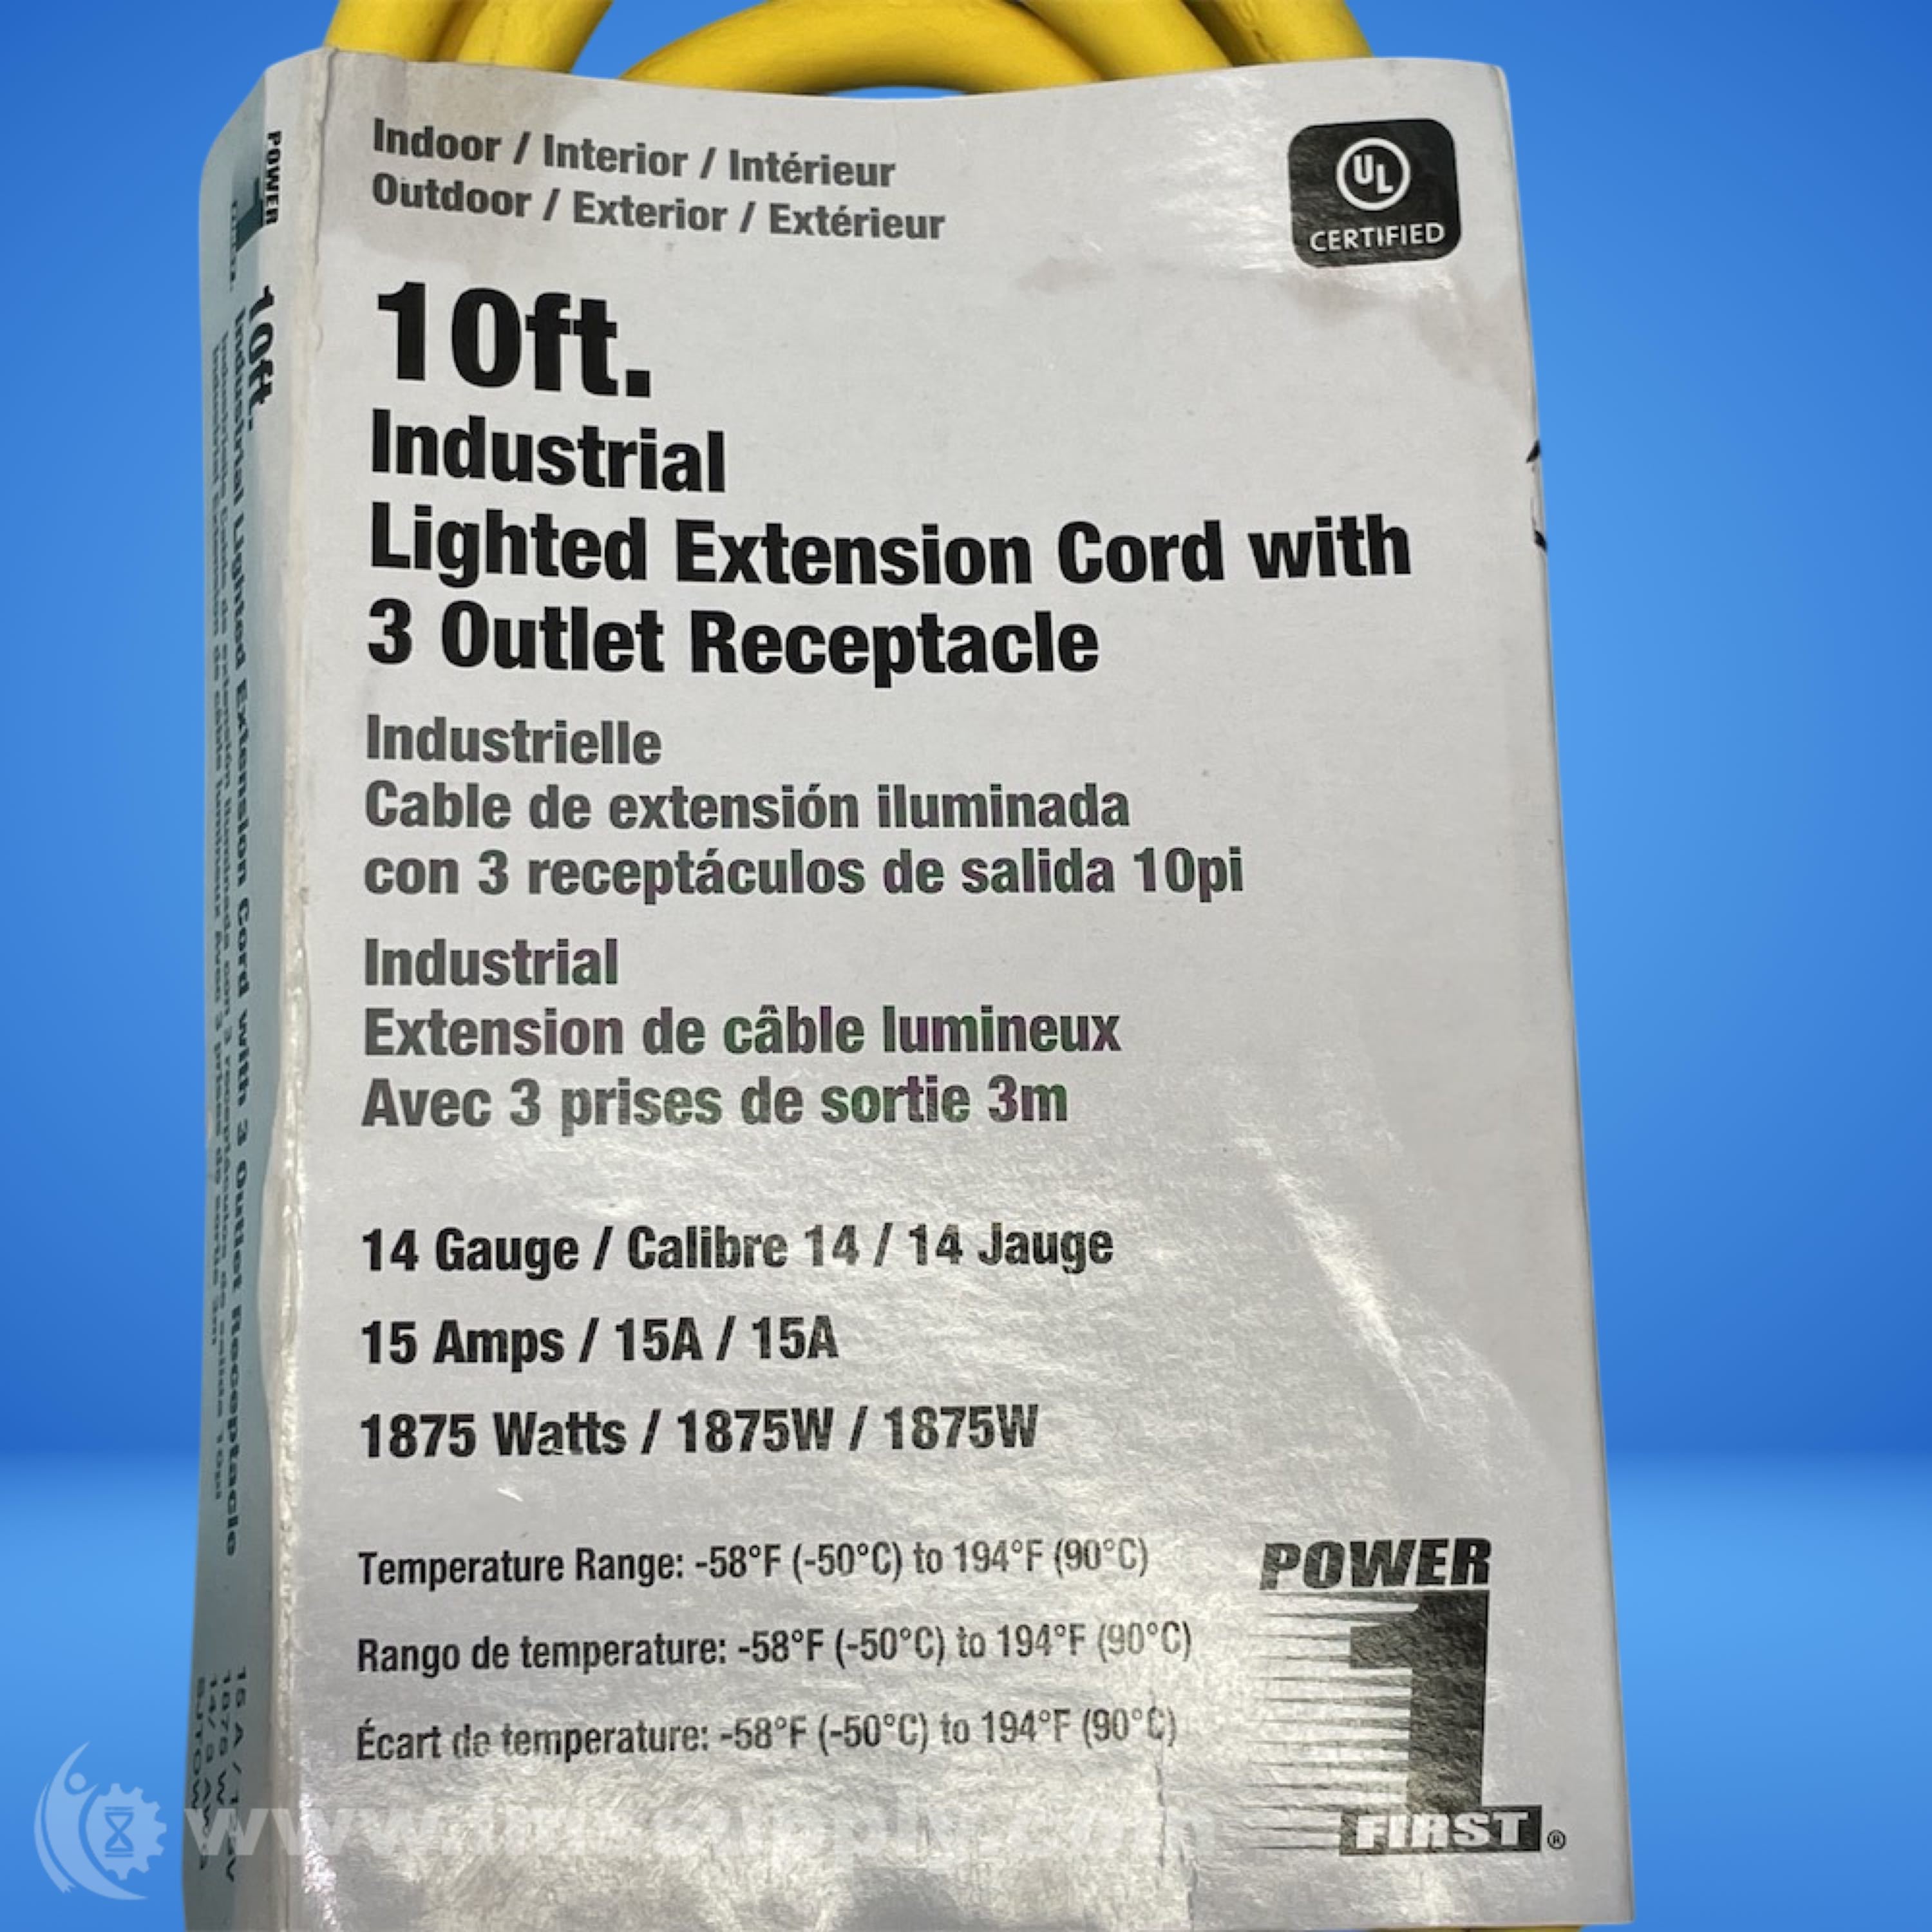 Indoor / Interior / Intérieur
Outdoor / Exterior / Extérieur
UL
CERTIFIED
10ft.
Industrial
Lighted Extension Cord with
3 Outlet Receptacle
Industrielle
Cable de extensión iluminada
con 3 receptáculos de salida 10pi
Industrial
Extension de câble lumineux
Avec 3 prises de sortie 3m
14 Gauge / Calibre 14 / 14 Jauge
15 Amps / 15A / 15A
1875 Watts / 1875W / 1875W
Temperature Range: -58°F (-50°C) to 194°F (90°C)
Rango de temperature: -58°F (-50°C) to 194°F (90°C)
Écart de temperature: -58°F (-50°C) to 194°F (90°C)
POWER
1
FIRST®
POWER
1
10ft.
Industrial Lighted Extension Cord with 3 Outlet Receptacle